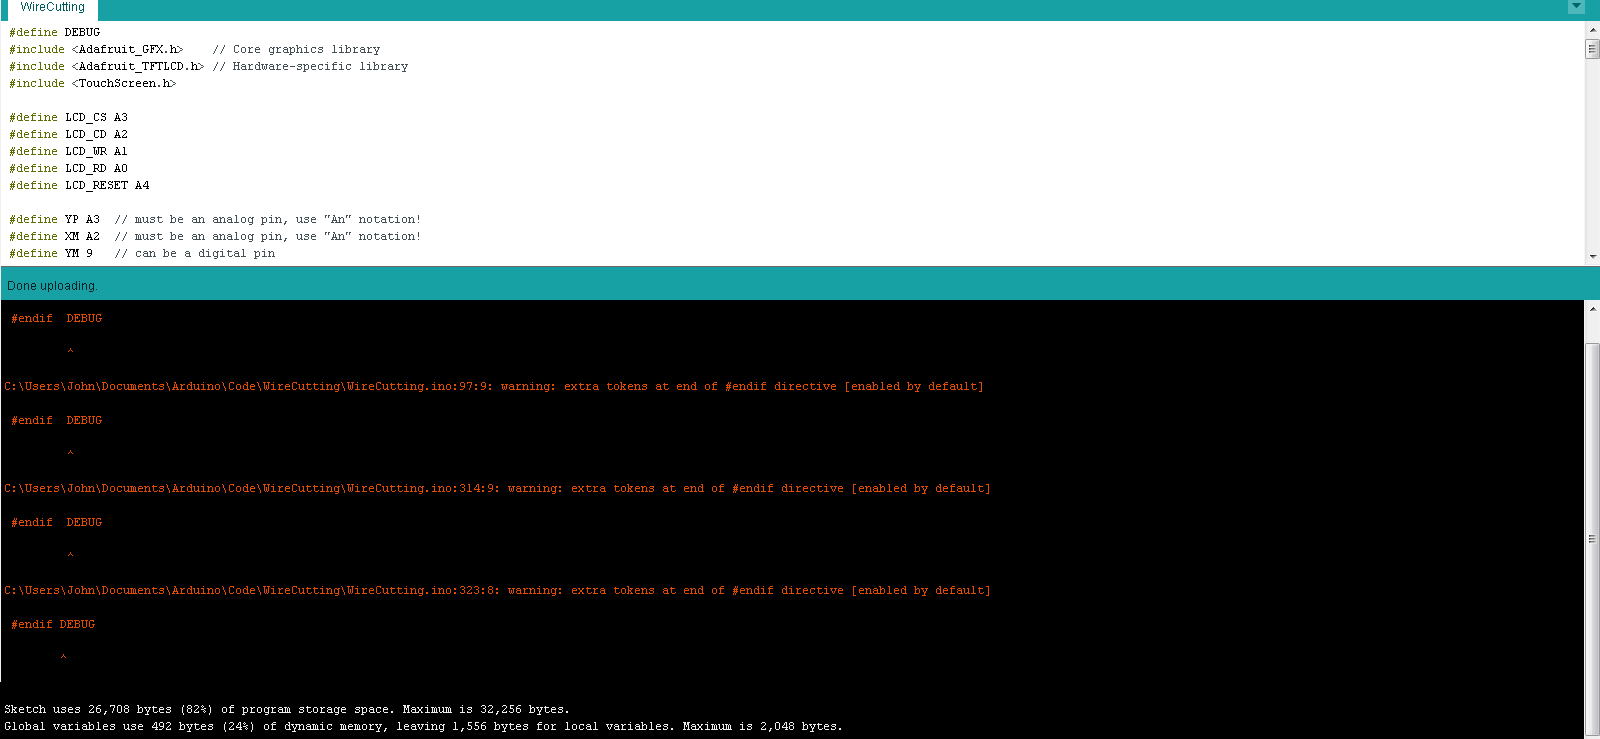 WireCutting
#define DEBUG
#include <Adafruit_GFX.h>    // Core graphics library
#include <Adafruit_TFTLCD.h> // Hardware-specific library
#include <TouchScreen.h>
#define LCD_CS A3
#define LCD_CD A2
#define LCD_WR A1
#define LCD_RD A0
#define LCD_RESET A4
#define YP A3  // must be an analog pin, use "An" notation!
#define XM A2  // must be an analog pin, use "An" notation!
#define YM 9   // can be a digital pin
Done uploading.
#endif  DEBUG
^
C:\Users\John\Documents\Arduino\Code\WireCutting\WireCutting.ino:97:9: warning: extra tokens at end of #endif directive [enabled by default]
#endif  DEBUG
^
C:\Users\John\Documents\Arduino\Code\WireCutting\WireCutting.ino:314:9: warning: extra tokens at end of #endif directive [enabled by default]
#endif  DEBUG
^
C:\Users\John\Documents\Arduino\Code\WireCutting\WireCutting.ino:323:8: warning: extra tokens at end of #endif directive [enabled by default]
#endif DEBUG
^
Sketch uses 26,708 bytes (82%) of program storage space. Maximum is 32,256 bytes.
Global variables use 492 bytes (24%) of dynamic memory, leaving 1,556 bytes for local variables. Maximum is 2,048 bytes.